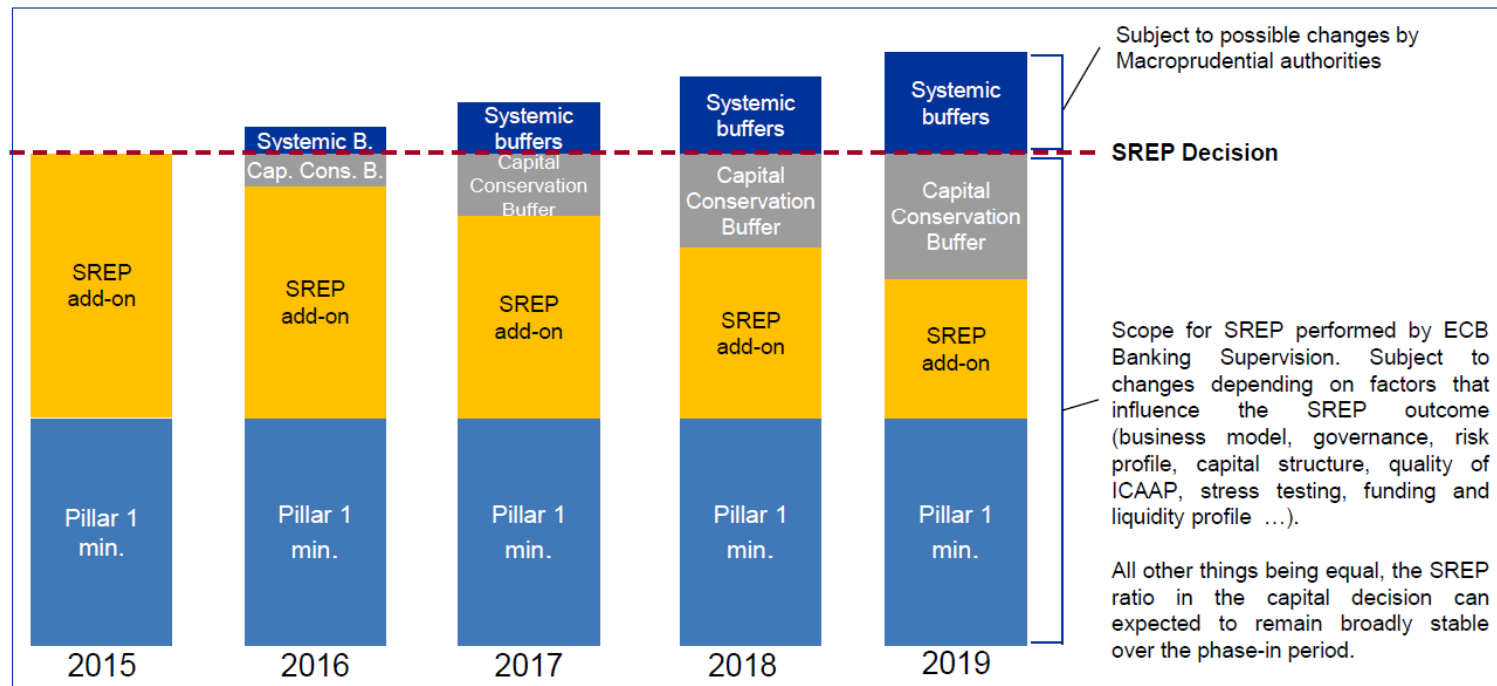 Subject to possible changes by
Macroprudential authorities
Systemic B.
Systemic
buffers
Systemic
buffers
Systemic
buffers
SREP Decision
Cap. Cons. B.
Capital
Conservation
Buffer
Capital
Conservation
Buffer
Capital
Conservation
Buffer
SREP
add-on
SREP
add-on
SREP
add-on
SREP
add-on
SREP
add-on
Scope for SREP performed by ECB
Banking Supervision. Subject to
changes depending on factors that
influence the SREP outcome
(business model, governance, risk
profile, capital structure, quality of
ICAAP, stress testing, funding and
liquidity profile …).
All other things being equal, the SREP
ratio in the capital decision can
expected to remain broadly stable
over the phase-in period.
Pillar 1
min.
Pillar 1
min.
Pillar 1
min.
Pillar 1
min.
Pillar 1
min.
2015
2016
2017
2018
2019